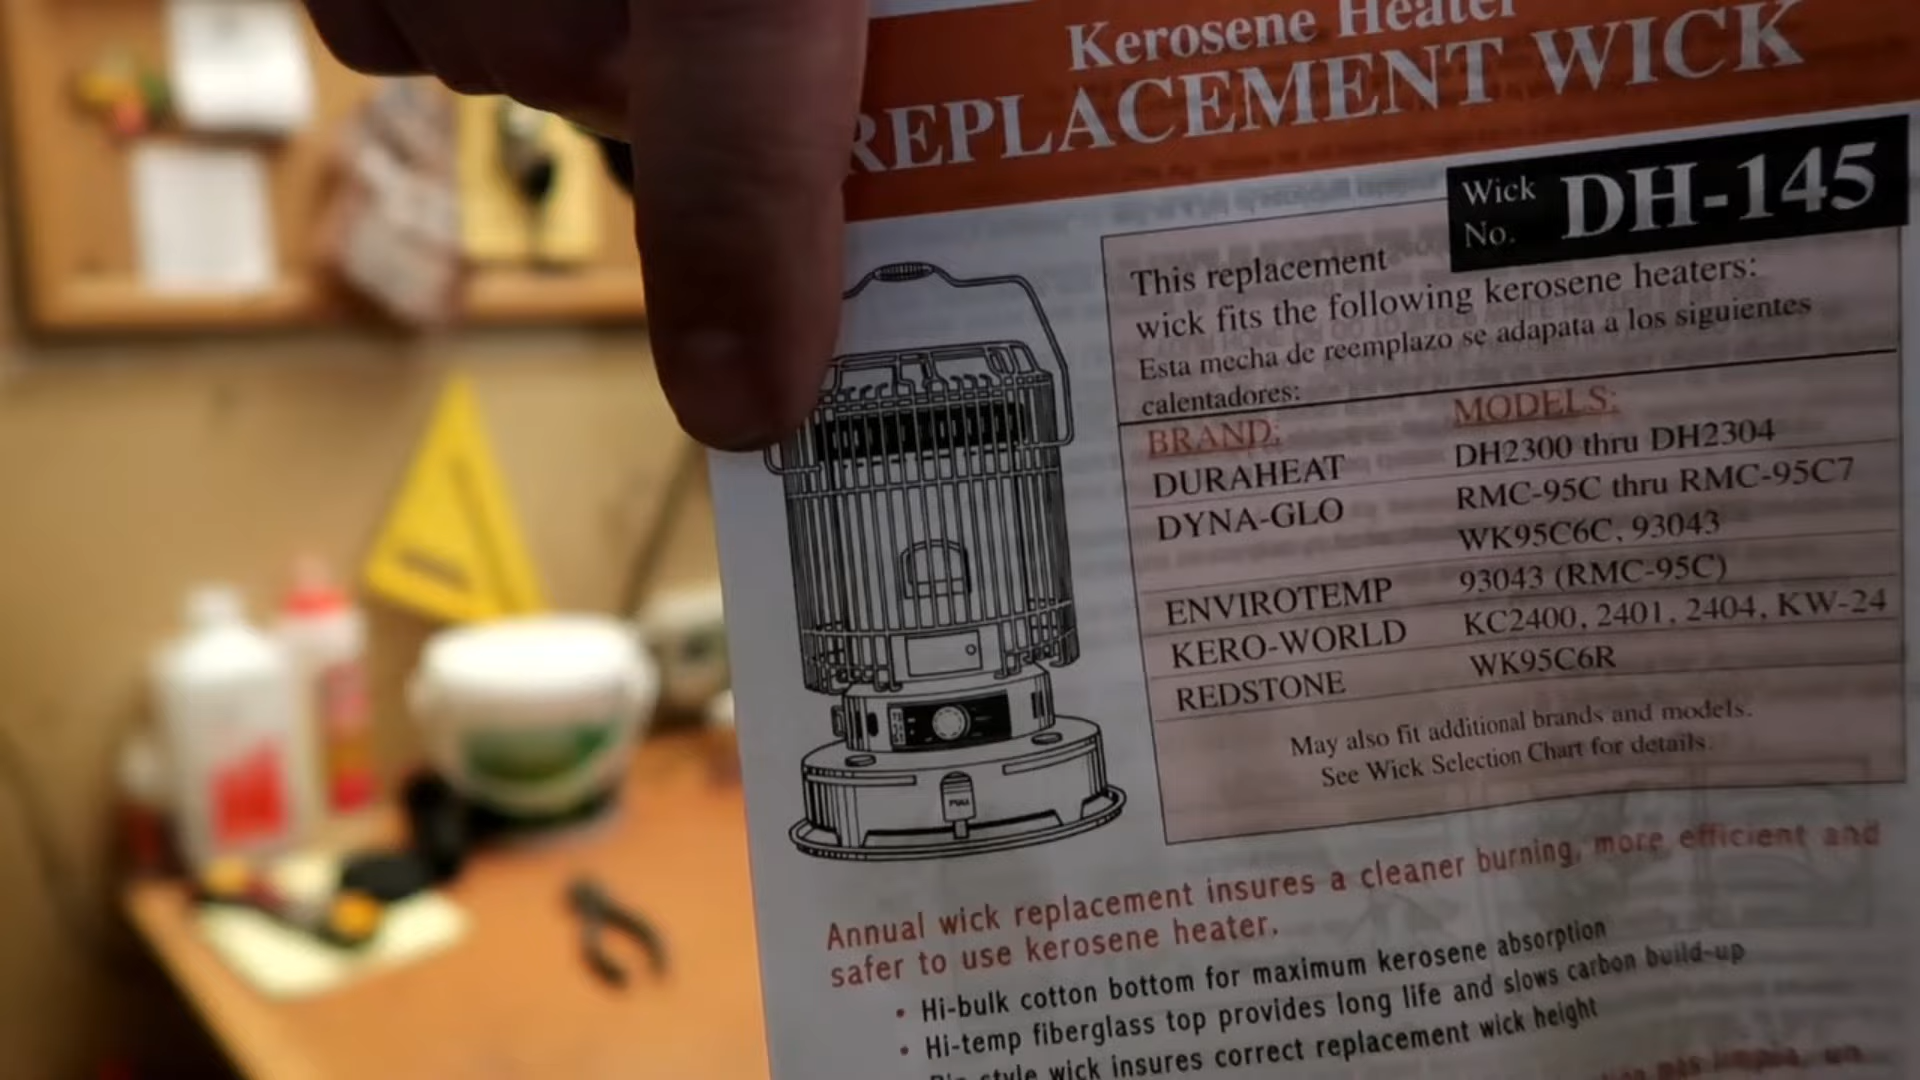 Kerosene Heater
REPLACEMENT WICK
Wick No. DH-145
This replacement
wick fits the following kerosene heaters:
Esta mecha de reemplazo se adapata a los siguientes
calentadores:
BRAND: MODELS:
DURAHEAT DH2300 thru DH2304
DYNA-GLO RMC-95C thru RMC-95C7
WK95C6C, 93043
ENVIROTEMP 93043 (RMC-95C)
KERO-WORLD KC2400, 2401, 2404, KW-24
REDSTONE WK95C6R
May also fit additional brands and models.
See Wick Selection Chart for details.
PULL
Annual wick replacement insures a cleaner burning, more efficient and
safer to use kerosene heater.
• Hi-bulk cotton bottom for maximum kerosene absorption
• Hi-temp fiberglass top provides long life and slows carbon build-up
style wick insures correct replacement wick height
más limpia, un